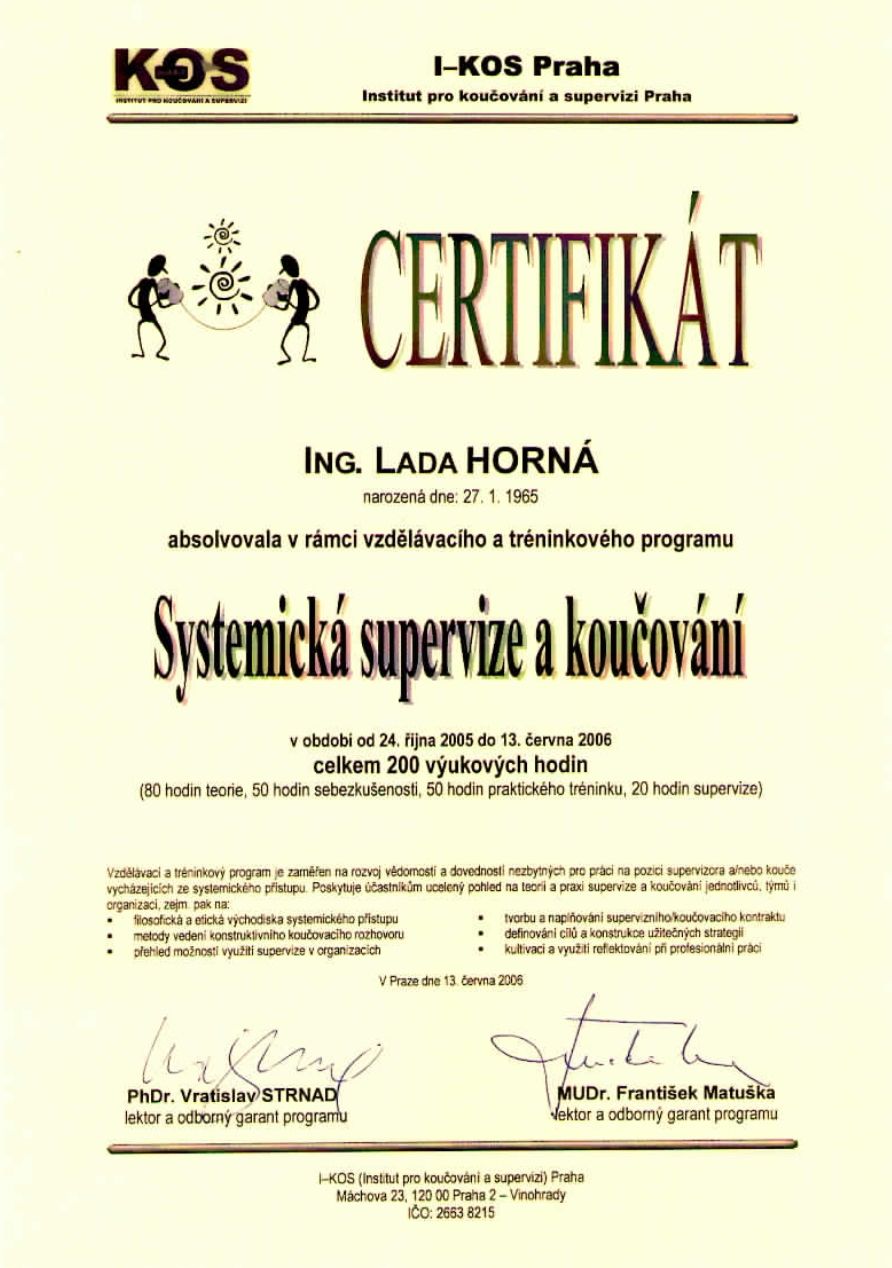 KOS
INSTITUT PRO KOUČOVÁNÍ A SUPERVIZI
I–KOS Praha
Institut pro koučování a supervizi Praha
CERTIFIKÁT
ING. LADA HORNÁ
narozená dne: 27. 1. 1965
absolvovala v rámci vzdělávacího a tréninkového programu
Systemická supervize a koučování
v období od 24. října 2005 do 13. června 2006
celkem 200 výukových hodin
(80 hodin teorie, 50 hodin sebezkušenosti, 50 hodin praktického tréninku, 20 hodin supervize)
Vzdělávací a tréninkový program je zaměřen na rozvoj vědomostí a dovedností nezbytných pro práci na pozici supervizora a/nebo kouče
vycházejících ze systemického přístupu. Poskytuje účastníkům ucelený pohled na teorii a praxi supervize a koučování jednotlivců, týmů i
organizací, zejm. pak na:
• filosofická a etická východiska systemického přístupu
• metody vedení konstruktivního koučovacího rozhovoru
• přehled možností využití supervize v organizacích
• tvorbu a naplňování supervizního/koučovacího kontraktu
• definování cílů a konstrukce užitečných strategií
• kultivaci a využití reflektování při profesionální práci
V Praze dne 13. června 2006
PhDr. Vratislav STRNAD
lektor a odborný garant programu
MUDr. František Matuška
lektor a odborný garant programu
I–KOS (Institut pro koučování a supervizi) Praha
Máchova 23, 120 00 Praha 2 – Vinohrady
IČO: 2663 8215